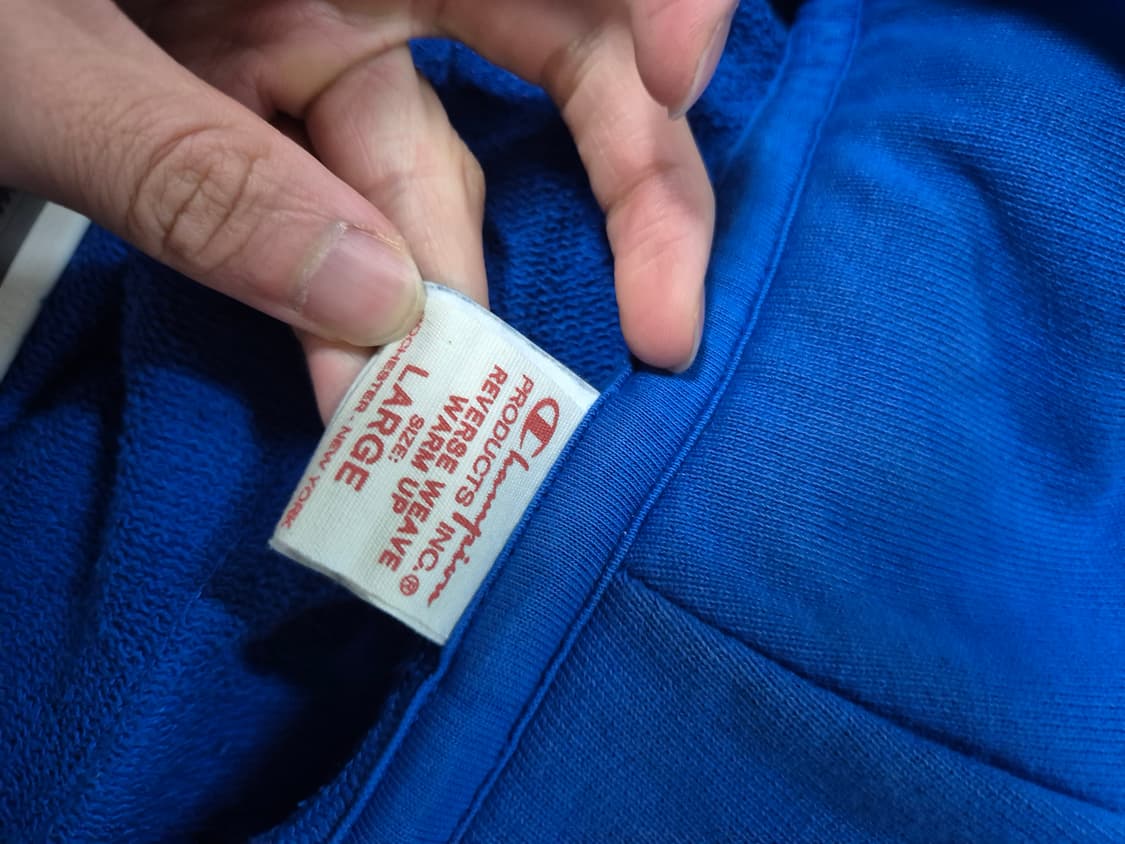 Champion
PRODUCTS INC.®
REVERSE WEAVE
WARM UP
SIZE:
LARGE
ROCHESTER • NEW YORK